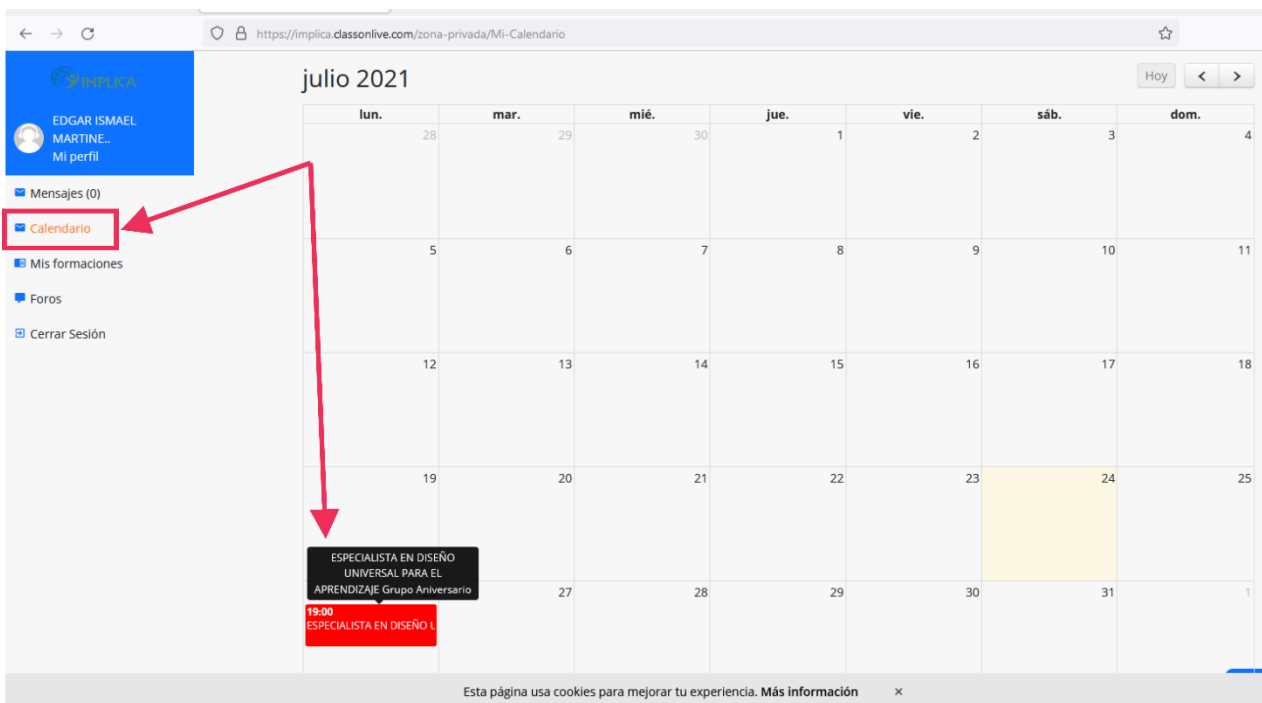 https://implica.classonlive.com/zona-privada/Mi-Calendario
IMPLICA
EDGAR ISMAEL
MARTINE..
Mi perfil
Mensajes (0)
Calendario
Mis formaciones
Foros
Cerrar Sesión
julio 2021
Hoy
lun. mar. mié. jue. vie. sáb. dom.
28 29 30 1 2 3 4
5 6 7 8 9 10 11
12 13 14 15 16 17 18
19 20 21 22 23 24 25
ESPECIALISTA EN DISEÑO
UNIVERSAL PARA EL
APRENDIZAJE Grupo Aniversario
27 28 29 30 31 1
19:00
ESPECIALISTA EN DISEÑO U
Esta página usa cookies para mejorar tu experiencia. Más información ×